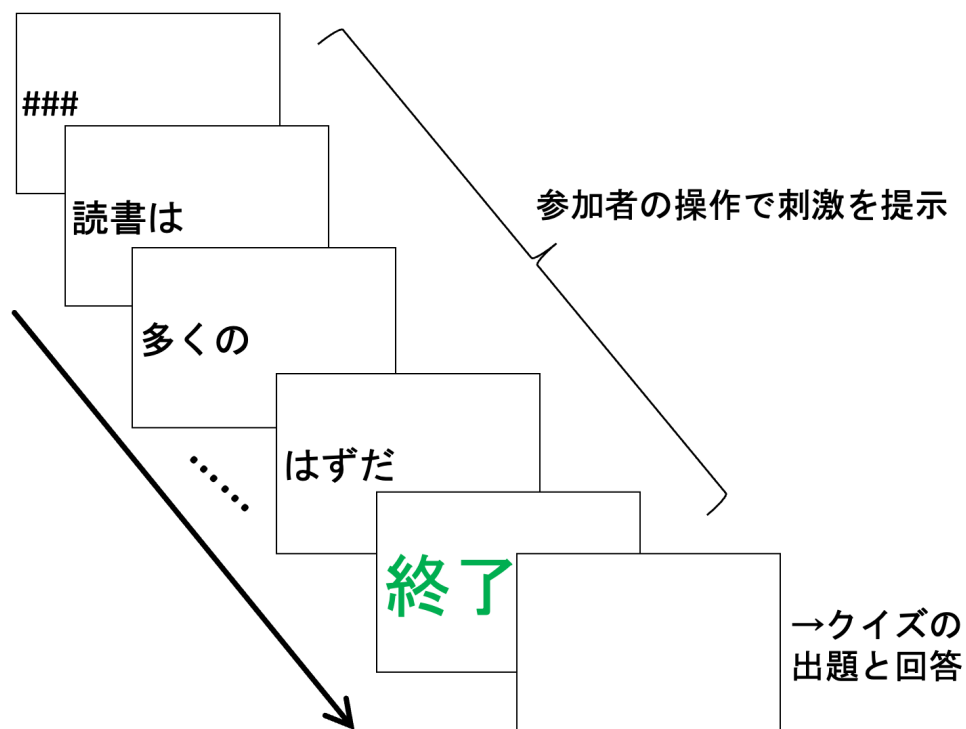 ###
読書は
参加者の操作で刺激を提示
多くの
はずだ
……
終了
→クイズの
出題と回答